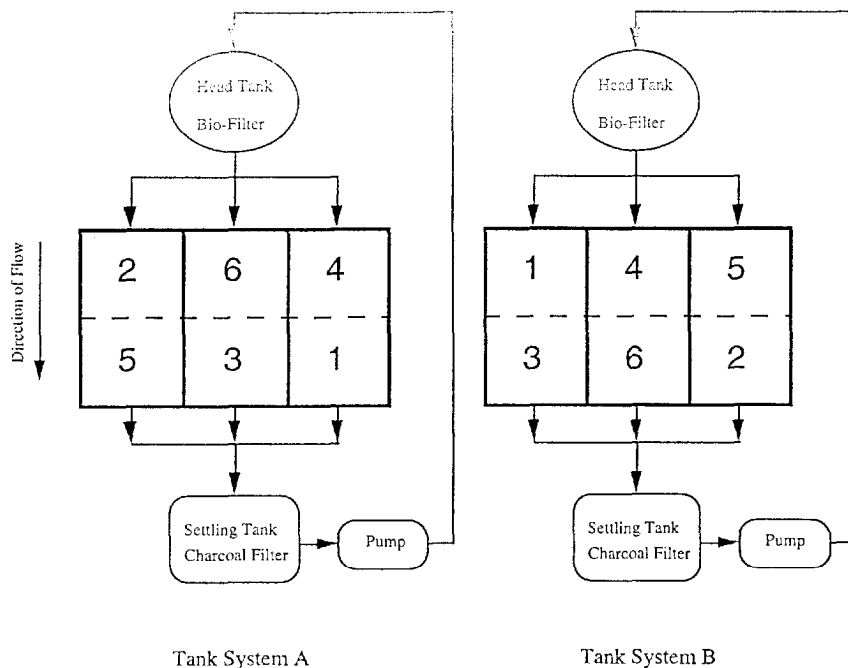 Head Tank
Bio-Filter
Direction of Flow
2 6 4
5 3 1
Settling Tank
Charcoal Filter
Pump
Tank System A
Head Tank
Bio-Filter
1 4 5
3 6 2
Settling Tank
Charcoal Filter
Pump
Tank System B